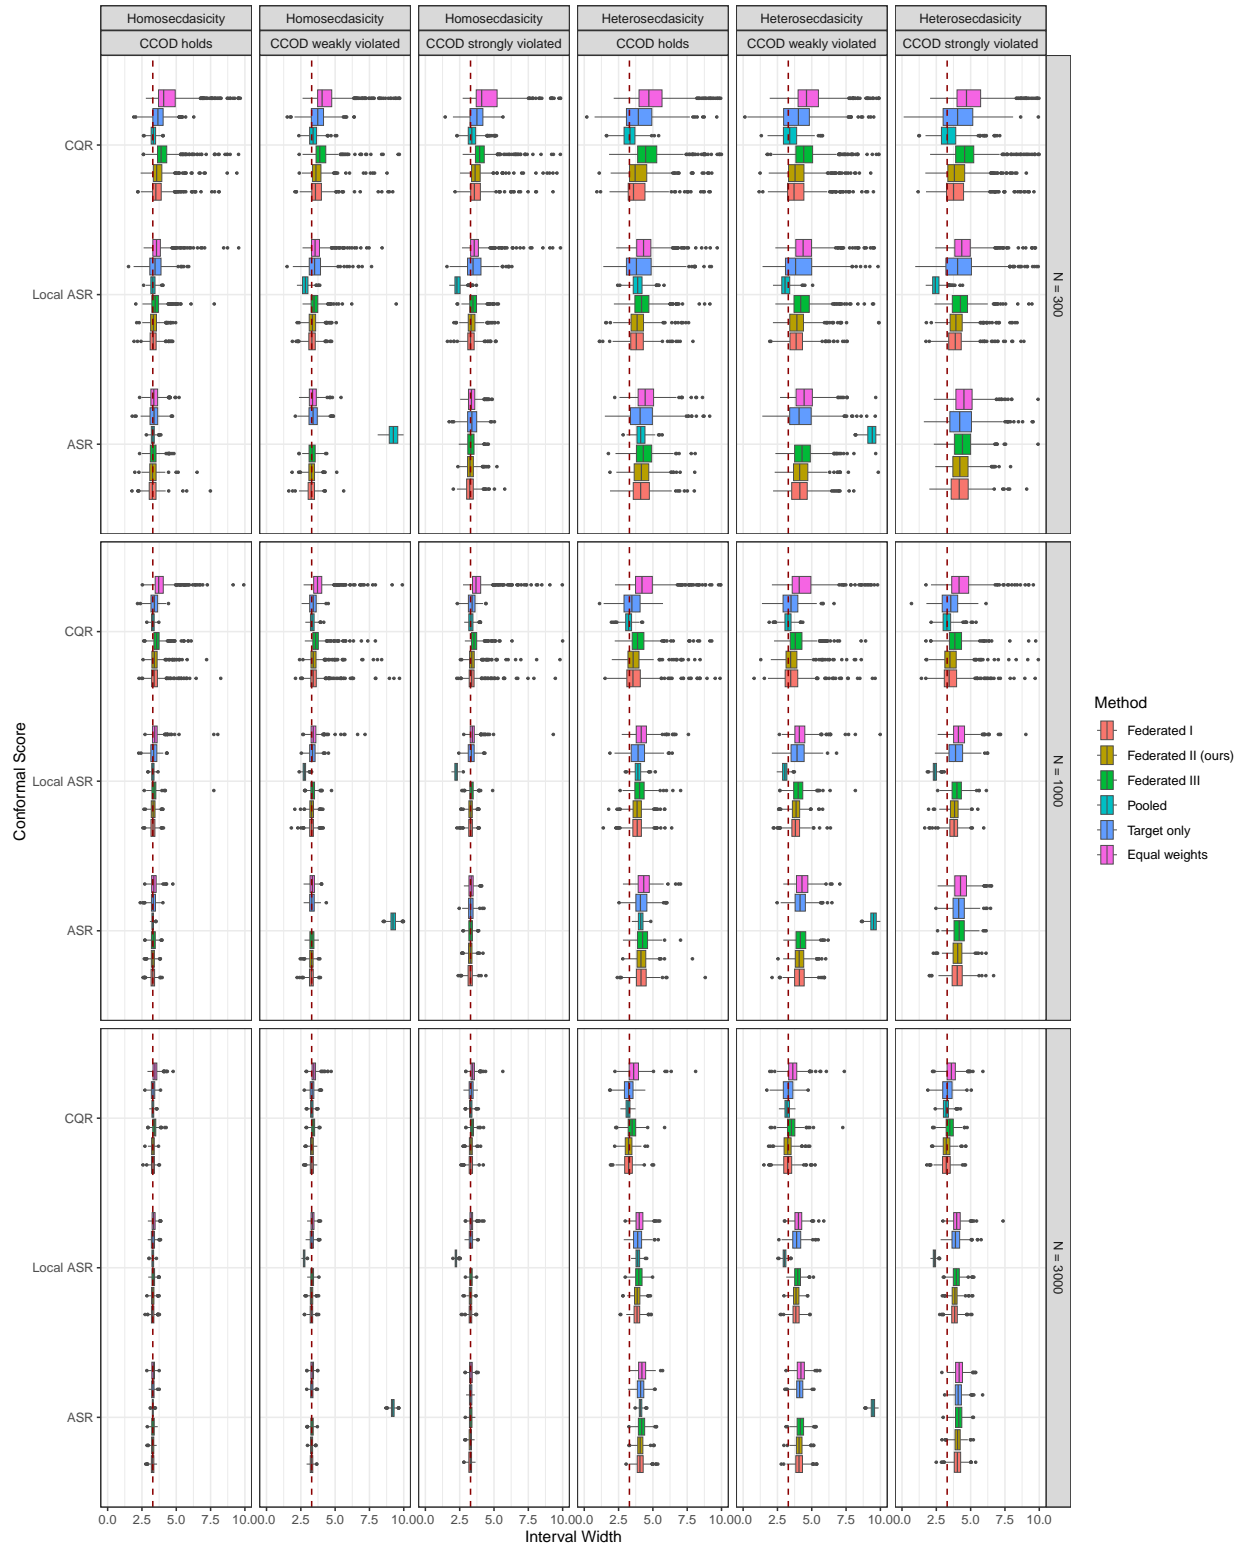 Homosecdasicity Homosecdasicity Homosecdasicity Heterosecdasicity Heterosecdasicity Heterosecdasicity
CCOD holds CCOD weakly violated CCOD strongly violated CCOD holds CCOD weakly violated CCOD strongly violated
CQR
Local ASR
ASR
N = 300
CQR
Local ASR
ASR
N = 1000
CQR
Local ASR
ASR
N = 3000
Conformal Score
0.0 2.5 5.0 7.5 10.0 0.0 2.5 5.0 7.5 10.0 0.0 2.5 5.0 7.5 10.0 0.0 2.5 5.0 7.5 10.0 0.0 2.5 5.0 7.5 10.0 0.0 2.5 5.0 7.5 10.0
Interval Width
Method
Federated I
Federated II (ours)
Federated III
Pooled
Target only
Equal weights